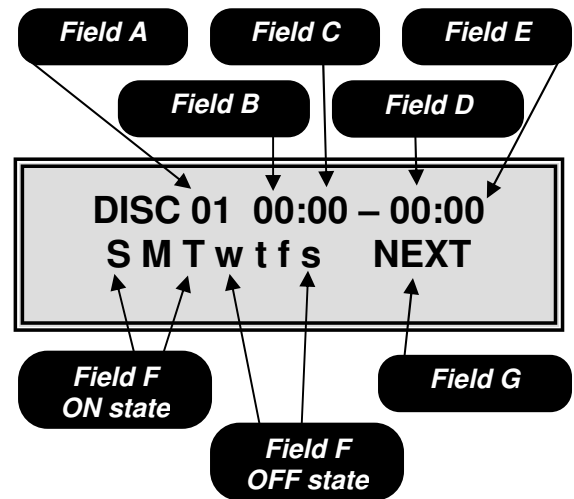 Field A
Field C
Field E
Field B
Field D
DISC 01 00:00 – 00:00
S M T w t f s NEXT
Field F
ON state
Field G
Field F
OFF state